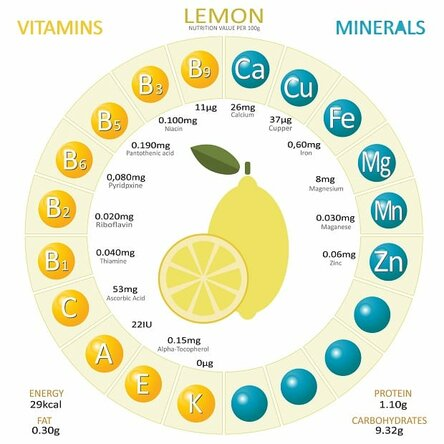 VITAMINS
LEMON
NUTRITION VALUE PER 100g
MINERALS
B9
11µg
B3
0.100mg
Niacin
B5
0.190mg
Pantothenic acid
B6
0,080mg
Pyridpxine
B2
0.020mg
Riboflavin
B1
0.040mg
Thiamine
C
53mg
Ascorbic Acid
A
22IU
E
0.15mg
Alpha-Tocopherol
K
0µg
Ca
26mg
Calcium
Cu
37µg
Cupper
Fe
0,60mg
Iron
Mg
8mg
Magnesium
Mn
0.030mg
Maganese
Zn
0.06mg
Zinc
ENERGY
29kcal
FAT
0.30g
PROTEIN
1.10g
CARBOHYDRATES
9.32g